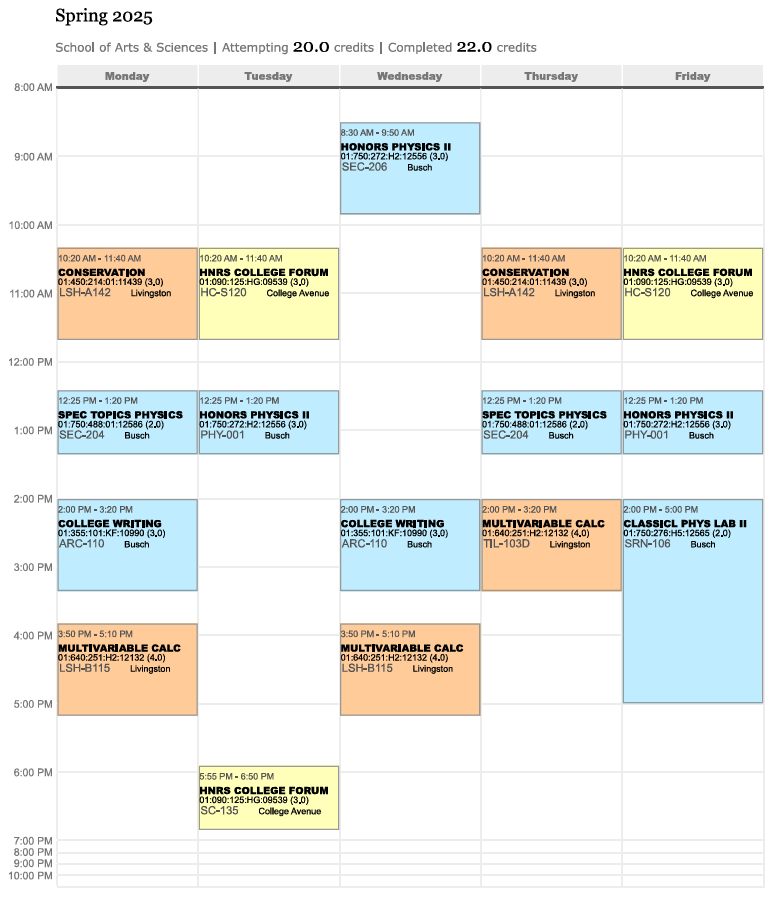 Spring 2025
School of Arts & Sciences | Attempting 20.0 credits | Completed 22.0 credits
Monday Tuesday Wednesday Thursday Friday
8:00 AM
8:30 AM - 9:50 AM
HONORS PHYSICS II
01:750:272:H2:12556 (3.0)
SEC-206 Busch
9:00 AM
10:00 AM
10:20 AM - 11:40 AM
CONSERVATION
01:450:214:01:11439 (3.0)
LSH-A142 Livingston
10:20 AM - 11:40 AM
HNRS COLLEGE FORUM
01:090:125:HG:09539 (3.0)
HC-S120 College Avenue
10:20 AM - 11:40 AM
CONSERVATION
01:450:214:01:11439 (3.0)
LSH-A142 Livingston
10:20 AM - 11:40 AM
HNRS COLLEGE FORUM
01:090:125:HG:09539 (3.0)
HC-S120 College Avenue
11:00 AM
12:00 PM
12:25 PM - 1:20 PM
SPEC TOPICS PHYSICS
01:750:488:01:12586 (2.0)
SEC-204 Busch
12:25 PM - 1:20 PM
HONORS PHYSICS II
01:750:272:H2:12556 (3.0)
PHY-001 Busch
12:25 PM - 1:20 PM
SPEC TOPICS PHYSICS
01:750:488:01:12586 (2.0)
SEC-204 Busch
12:25 PM - 1:20 PM
HONORS PHYSICS II
01:750:272:H2:12556 (3.0)
PHY-001 Busch
1:00 PM
2:00 PM
2:00 PM - 3:20 PM
COLLEGE WRITING
01:355:101:KF:10990 (3.0)
ARC-110 Busch
2:00 PM - 3:20 PM
COLLEGE WRITING
01:355:101:KF:10990 (3.0)
ARC-110 Busch
2:00 PM - 3:20 PM
MULTIVARIABLE CALC
01:640:251:H2:12132 (4.0)
TIL-103D Livingston
2:00 PM - 5:00 PM
CLASSICL PHYS LAB II
01:750:276:H5:12565 (2.0)
SRN-106 Busch
3:00 PM
3:50 PM - 5:10 PM
MULTIVARIABLE CALC
01:640:251:H2:12132 (4.0)
LSH-B115 Livingston
3:50 PM - 5:10 PM
MULTIVARIABLE CALC
01:640:251:H2:12132 (4.0)
LSH-B115 Livingston
4:00 PM
5:00 PM
5:55 PM - 6:50 PM
HNRS COLLEGE FORUM
01:090:125:HG:09539 (3.0)
SC-135 College Avenue
6:00 PM
7:00 PM
8:00 PM
9:00 PM
10:00 PM